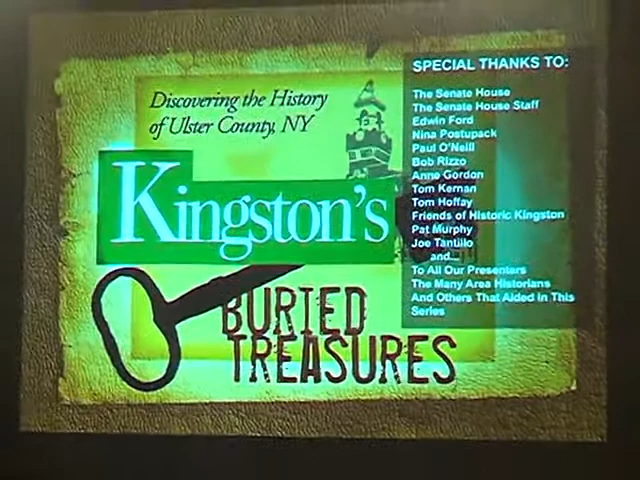 Discovering the History
of Ulster County, NY
Kingston's
BURIED
TREASURES
SPECIAL THANKS TO:
The Senate House
The Senate House Staff
Edwin Ford
Nina Postupack
Paul O'Neill
Bob Rizzo
Anne Gordon
Tom Kernan
Tom Hoffay
Friends of Historic Kingston
Pat Murphy
Joe Tantillo
and...
To All Our Presenters
The Many Area Historians
And Others That Aided In This
Series